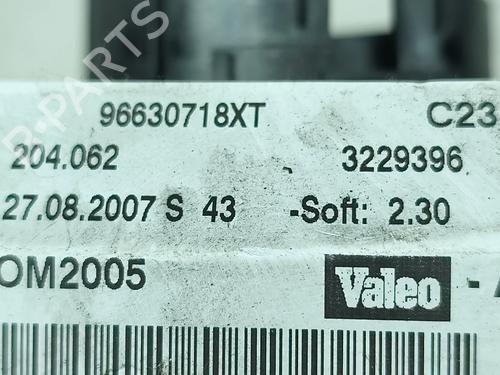 R-PARTS
96630718XT C23
204.062 3229396
27.08.2007 S 43 -Soft: 2.30
OM2005 Valeo -